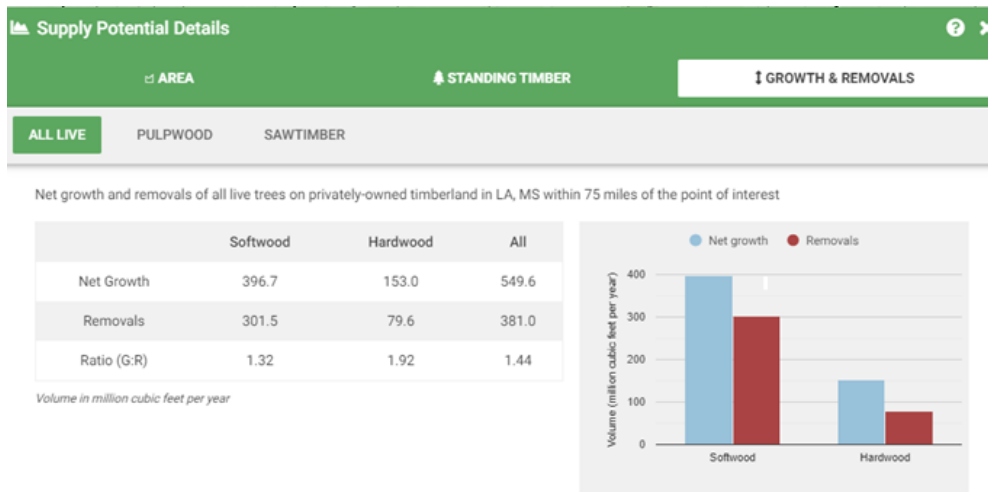 Supply Potential Details
AREA
STANDING TIMBER
GROWTH & REMOVALS
ALL LIVE
PULPWOOD
SAWTIMBER
Net growth and removals of all live trees on privately-owned timberland in LA, MS within 75 miles of the point of interest
Softwood Hardwood All
Net Growth 396.7 153.0 549.6
Removals 301.5 79.6 381.0
Ratio (G:R) 1.32 1.92 1.44
Volume in million cubic feet per year
Net growth Removals
Volume (million cubic feet per year)
400
300
200
100
0
Softwood Hardwood